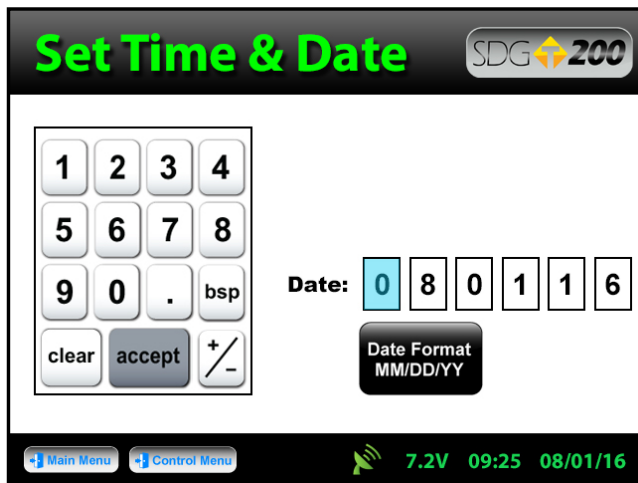 Set Time & Date
SDG T 200
1 2 3 4
5 6 7 8
9 0 . bsp
clear accept +/−
Date: 0 8 0 1 1 6
Date Format
MM/DD/YY
Main Menu Control Menu 7.2V 09:25 08/01/16